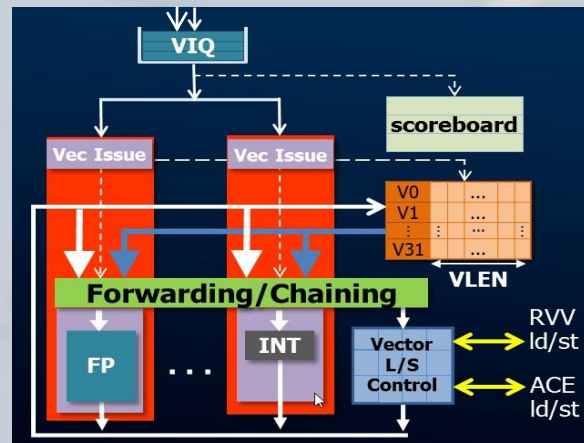 VIQ
scoreboard
Vec Issue
Vec Issue
V0 ...
V1 ...
⋮ ⋮ ... ⋮
V31 ...
VLEN
Forwarding/Chaining
FP
...
INT
Vector
L/S
Control
RVV
ld/st
ACE
ld/st